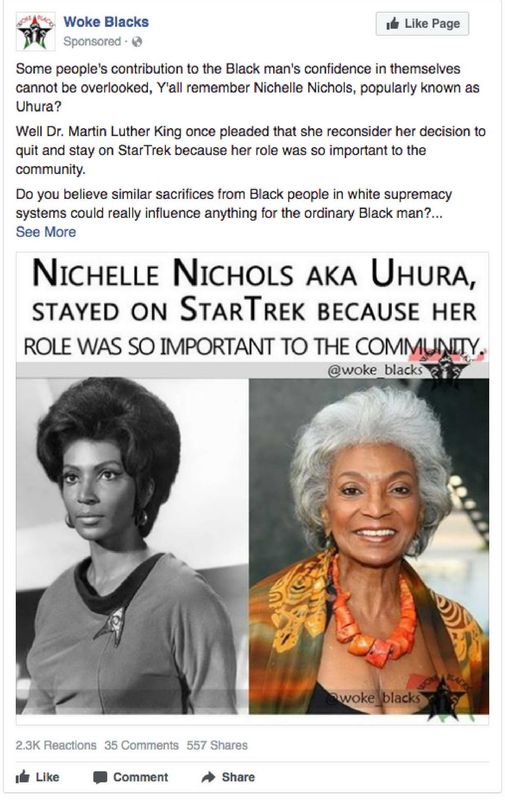 Woke Blacks
Like Page
Sponsored ·
Some people's contribution to the Black man's confidence in themselves
cannot be overlooked, Y'all remember Nichelle Nichols, popularly known as
Uhura?
Well Dr. Martin Luther King once pleaded that she reconsider her decision to
quit and stay on StarTrek because her role was so important to the
community.
Do you believe similar sacrifices from Black people in white supremacy
systems could really influence anything for the ordinary Black man?...
See More
NICHELLE NICHOLS AKA UHURA,
STAYED ON STARTREK BECAUSE HER
ROLE WAS SO IMPORTANT TO THE COMMUNITY.
@woke_blacks
@woke_blacks
2.3K Reactions 35 Comments 557 Shares
Like Comment Share